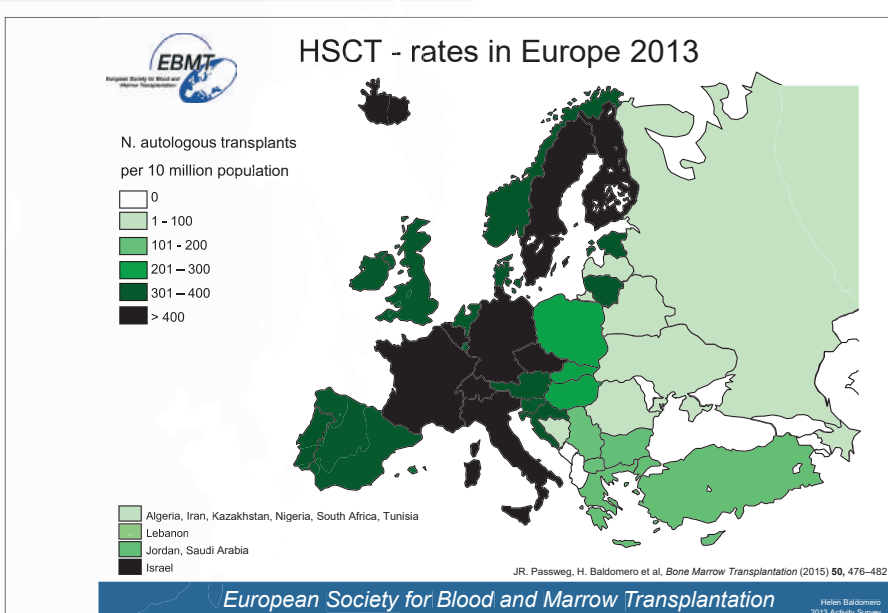 HSCT - rates in Europe 2013
EBMT
European Society for Blood and
Marrow Transplantation
N. autologous transplants
per 10 million population
0
1 - 100
101 - 200
201 – 300
301 – 400
> 400
Algeria, Iran, Kazakhstan, Nigeria, South Africa, Tunisia
Lebanon
Jordan, Saudi Arabia
Israel
JR. Passweg, H. Baldomero et al, Bone Marrow Transplantation (2015) 50, 476–482
European Society for Blood and Marrow Transplantation
Helen Baldomero
2013 Activity Survey